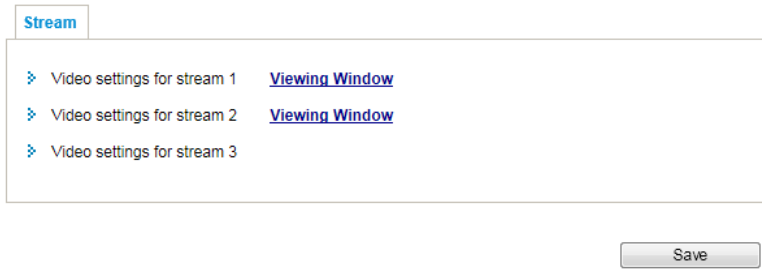 Stream
Video settings for stream 1 Viewing Window
Video settings for stream 2 Viewing Window
Video settings for stream 3
Save